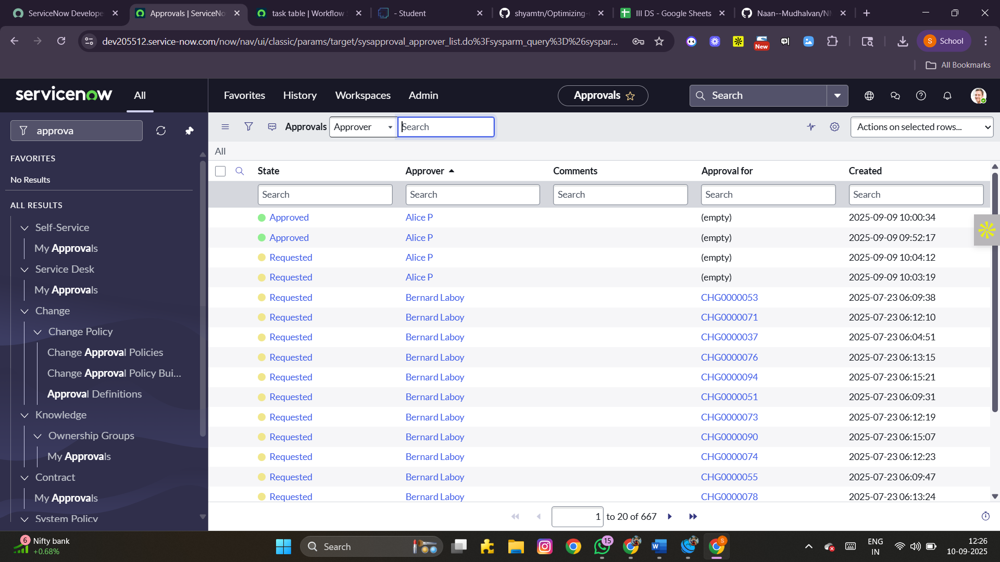 ServiceNow Develope
Approvals | ServiceNo
task table | Workflow
- Student
shyamtn/Optimizing-
III DS - Google Sheets
Naan--Mudhalvan/NM
dev205512.service-now.com/now/nav/ui/classic/params/target/sysapproval_approver_list.do%3Fsysparm_query%3D%26syspar...
New
S School
All Bookmarks
servicenow
All
Favorites
History
Workspaces
Admin
Approvals
Search
approva
Approvals Approver Search
Actions on selected rows...
FAVORITES
No Results
ALL RESULTS
Self-Service
My Approvals
Service Desk
My Approvals
Change
Change Policy
Change Approval Policies
Change Approval Policy Bui...
Approval Definitions
Knowledge
Ownership Groups
My Approvals
Contract
My Approvals
System Policy
All
State Approver Comments Approval for Created
Search Search Search Search Search
Approved Alice P (empty) 2025-09-09 10:00:34
Approved Alice P (empty) 2025-09-09 09:52:17
Requested Alice P (empty) 2025-09-09 10:04:12
Requested Alice P (empty) 2025-09-09 10:03:19
Requested Bernard Laboy CHG0000053 2025-07-23 06:09:38
Requested Bernard Laboy CHG0000071 2025-07-23 06:12:10
Requested Bernard Laboy CHG0000037 2025-07-23 06:04:51
Requested Bernard Laboy CHG0000076 2025-07-23 06:13:15
Requested Bernard Laboy CHG0000094 2025-07-23 06:15:21
Requested Bernard Laboy CHG0000051 2025-07-23 06:09:31
Requested Bernard Laboy CHG0000073 2025-07-23 06:12:19
Requested Bernard Laboy CHG0000090 2025-07-23 06:15:07
Requested Bernard Laboy CHG0000074 2025-07-23 06:12:23
Requested Bernard Laboy CHG0000055 2025-07-23 06:09:47
Requested Bernard Laboy CHG0000078 2025-07-23 06:13:24
1 to 20 of 667
6
Nifty bank
+0.68%
Search
15
S
ENG
IN
12:26
10-09-2025